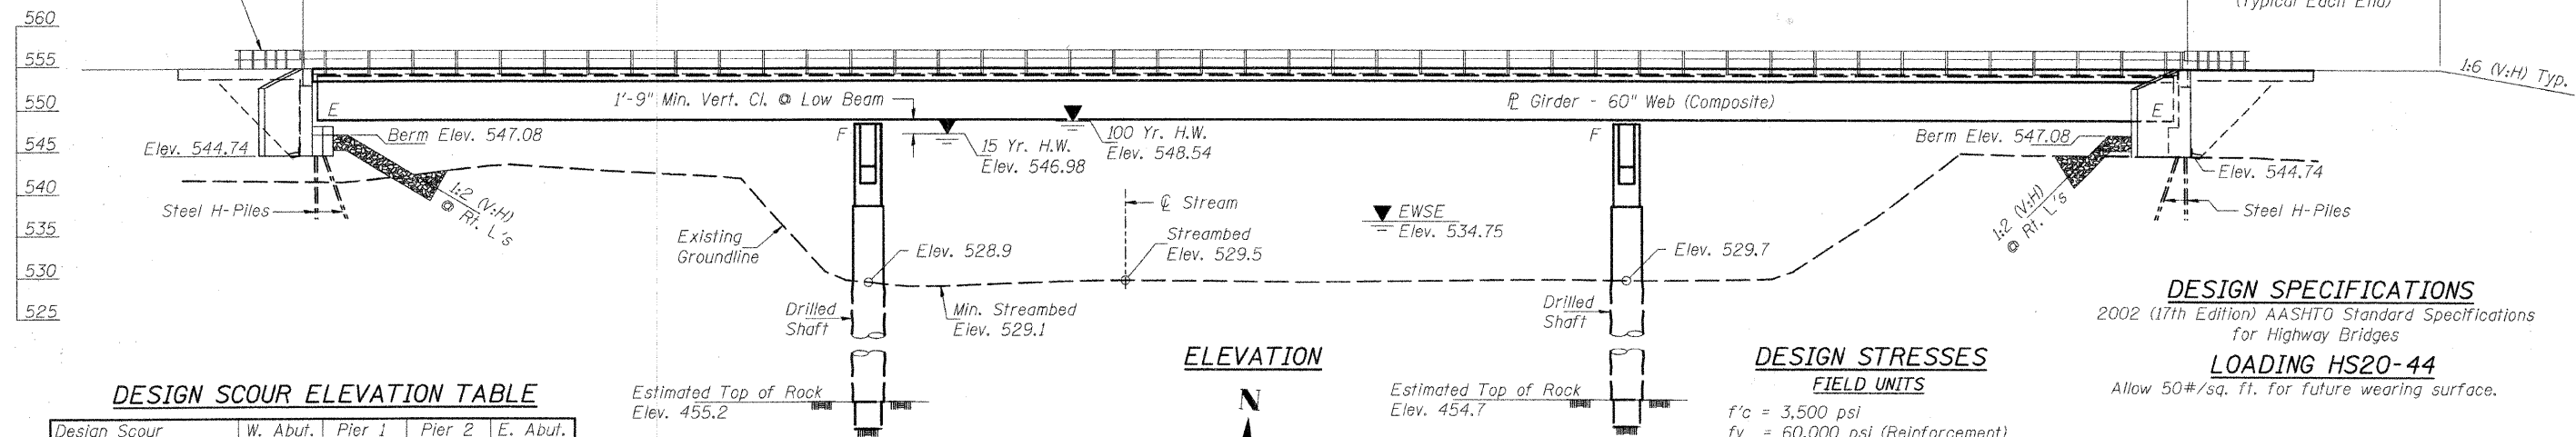 (Typical Each End)
560
555
550
545
540
535
530
525
1:6 (V:H) Typ.
1'-9" Min. Vert. Cl. @ Low Beam
℄ Girder - 60" Web (Composite)
E
E
F
F
Berm Elev. 547.08
Elev. 544.74
15 Yr. H.W.
Elev. 546.98
100 Yr. H.W.
Elev. 548.54
Berm Elev. 547.08
Elev. 544.74
Steel H-Piles
1:2 (V:H)
@ Rt. L's
Existing
Groundline
Elev. 528.9
℄ Stream
Streambed
Elev. 529.5
EWSE
Elev. 534.75
Elev. 529.7
1:2 (V:H)
@ Rt. L's
Steel H-Piles
Drilled
Shaft
Min. Streambed
Elev. 529.1
Drilled
Shaft
DESIGN SPECIFICATIONS
2002 (17th Edition) AASHTO Standard Specifications
for Highway Bridges
LOADING HS20-44
Allow 50#/sq. ft. for future wearing surface.
ELEVATION
N
DESIGN STRESSES
FIELD UNITS
f'c = 3,500 psi
fy = 60,000 psi (Reinforcement)
Estimated Top of Rock
Elev. 455.2
Estimated Top of Rock
Elev. 454.7
DESIGN SCOUR ELEVATION TABLE
Design Scour W. Abut. Pier 1 Pier 2 E. Abut.